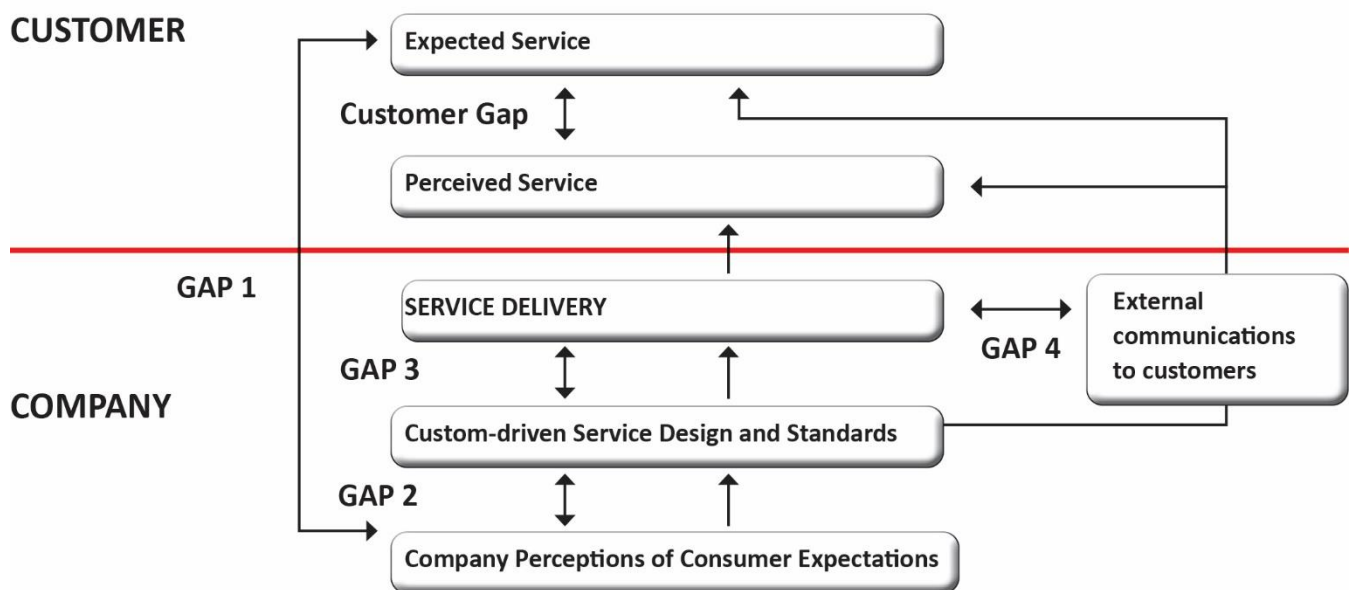 CUSTOMER
Expected Service
Customer Gap
Perceived Service
GAP 1
SERVICE DELIVERY
External
communications
to customers
GAP 4
GAP 3
COMPANY
Custom-driven Service Design and Standards
GAP 2
Company Perceptions of Consumer Expectations